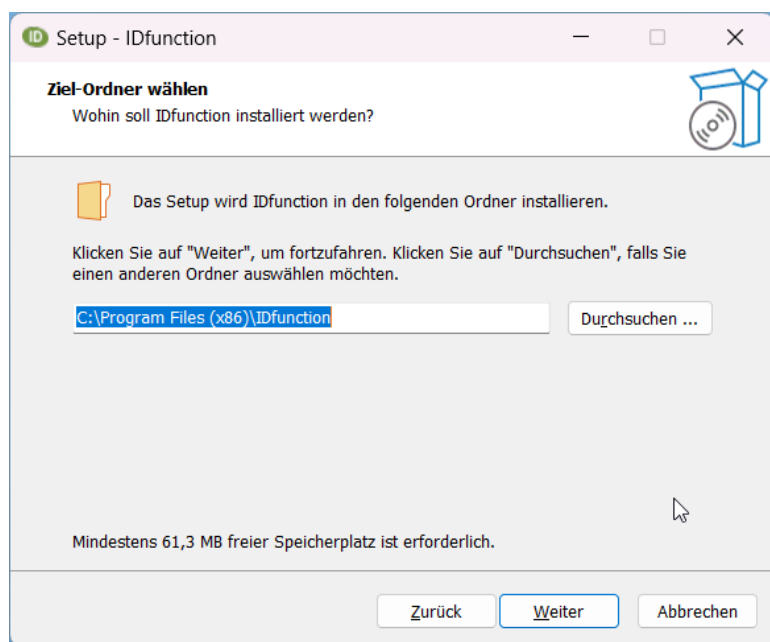 ID Setup - IDfunction
Ziel-Ordner wählen
Wohin soll IDfunction installiert werden?
Das Setup wird IDfunction in den folgenden Ordner installieren.
Klicken Sie auf "Weiter", um fortzufahren. Klicken Sie auf "Durchsuchen", falls Sie
einen anderen Ordner auswählen möchten.
C:\Program Files (x86)\IDfunction
Durchsuchen ...
Mindestens 61,3 MB freier Speicherplatz ist erforderlich.
Zurück Weiter Abbrechen